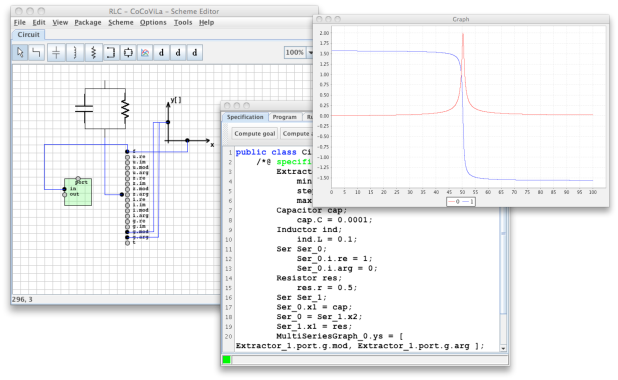 RLC – CoCoViLa – Scheme Editor
File Edit View Package Scheme Options Tools Help
Circuit
d d d
100%
y[]
x
port
in
out
f
u.re
u.im
u.mod
u.arg
z.re
z.im
z.mod
z.arg
i.re
i.im
i.mod
i.arg
g.re
g.im
g.mod
g.arg
t
296, 3
Specification Program
Compute goal Compute
1 public class Ci
2 /*@ specifi
3 Extract
4 min
5 ste
6 max
7 Capacitor cap;
8 cap.C = 0.0001;
9 Inductor ind;
10 ind.L = 0.1;
11 Ser Ser_0;
12 Ser_0.i.re = 1;
13 Ser_0.i.arg = 0;
14 Resistor res;
15 res.r = 0.5;
16 Ser Ser_1;
17 Ser_0.x1 = cap;
18 Ser_0 = Ser_1.x2;
19 Ser_1.x1 = res;
20 MultiSeriesGraph_0.ys = [
Extractor_1.port.g.mod, Extractor_1.port.g.arg ];
Graph
2.00
1.75
1.50
1.25
1.00
0.75
0.50
0.25
0.00
-0.25
-0.50
-0.75
-1.00
-1.25
-1.50
0 5 10 15 20 25 30 35 40 45 50 55 60 65 70 75 80 85 90 95 100
0 1